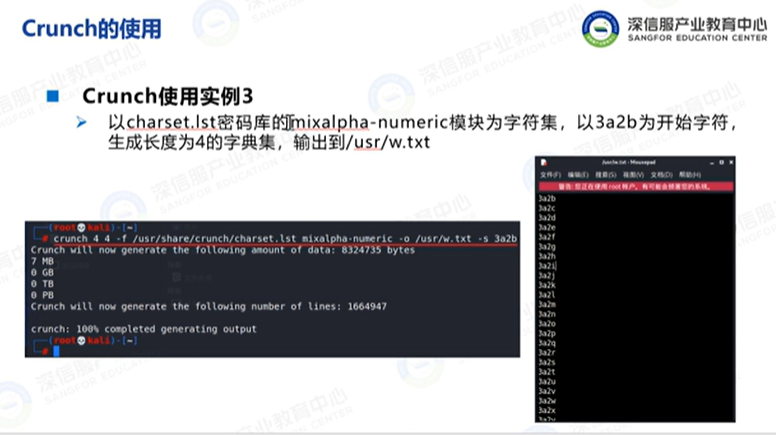 Crunch的使用
深信服产业教育中心
SANGFOR EDUCATION CENTER
Crunch使用实例3
以charset.lst密码库的mixalpha-numeric模块为字符集，以3a2b为开始字符，
生成长度为4的字典集，输出到/usr/w.txt
(root💀kali)-[~]
# crunch 4 4 -f /usr/share/crunch/charset.lst mixalpha-numeric -o /usr/w.txt -s 3a2b
Crunch will now generate the following amount of data: 8324735 bytes
7 MB
0 GB
0 TB
0 PB
Crunch will now generate the following number of lines: 1664947
crunch: 100% completed generating output
(root💀kali)-[~]
#
/usr/w.txt - Mousepad
文件(F) 编辑(E) 搜索(S) 视图(V) 文档(D) 帮助(H)
警告: 您正在使用 root 帐户。有可能会损害您的系统。
3a2b
3a2c
3a2d
3a2e
3a2f
3a2g
3a2h
3a2i
3a2j
3a2k
3a2l
3a2m
3a2n
3a2o
3a2p
3a2q
3a2r
3a2s
3a2t
3a2u
3a2v
3a2w
3a2x